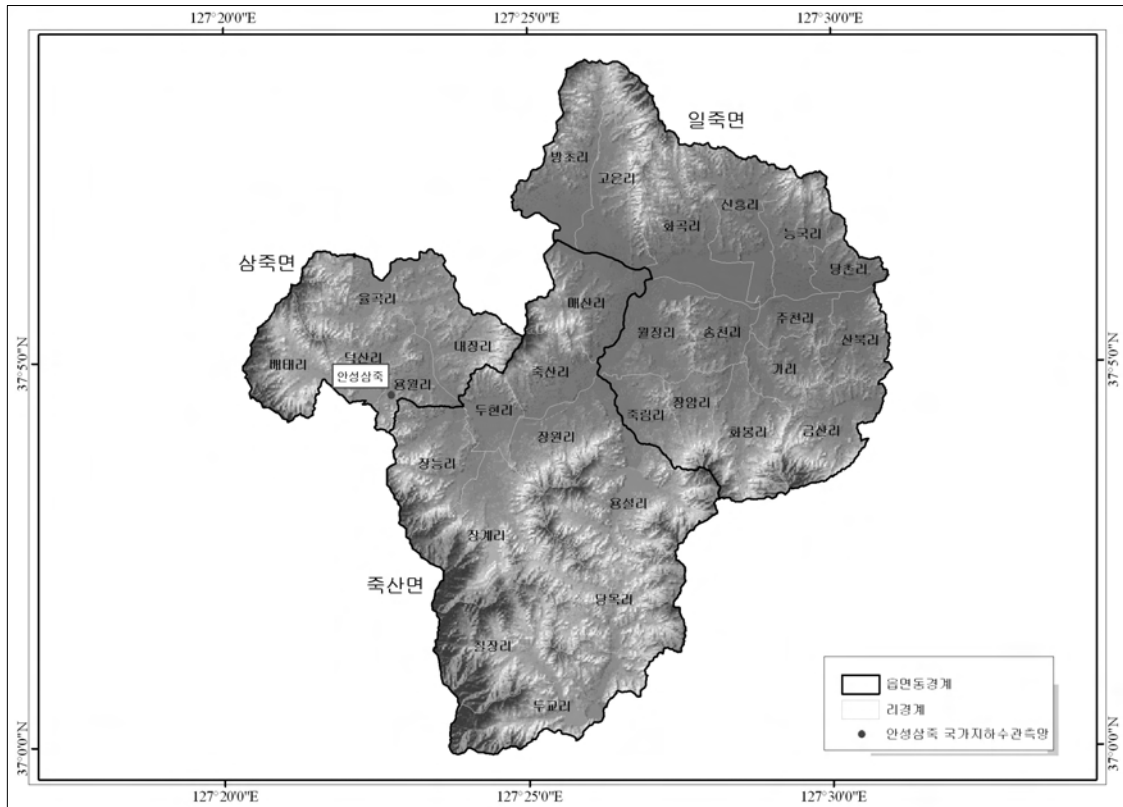 127°20'0"E
127°25'0"E
127°30'0"E
일죽면
방초리
고은리
산흥리
화곡리
능국리
삼죽면
당촌리
율곡리
매산리
주천리
월장리
송천리
산북리
내장리
덕산리
37°5'0"N
배태리
죽산리
가리
37°5'0"N
안성삼죽
용월리
두현리
장암리
죽림리
장원리
화봉리
금산리
장능리
용설리
장계리
죽산면
당목리
칠장리
두교리
읍면동경계
리경계
안성삼죽 국가지하수관측망
37°0'0"N
37°0'0"N
127°20'0"E
127°25'0"E
127°30'0"E